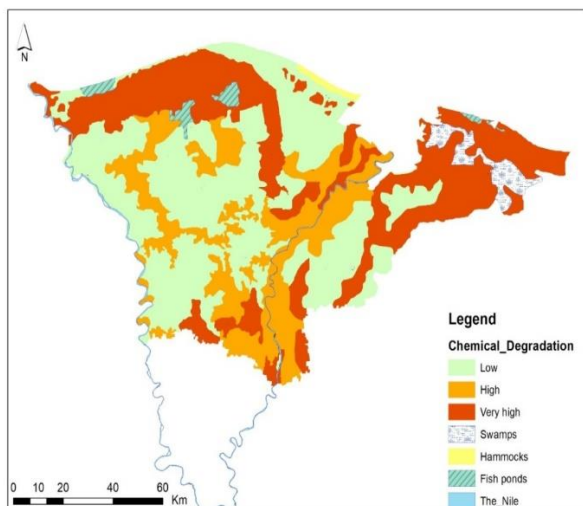 N
Legend
Chemical_Degradation
Low
High
Very high
Swamps
Hammocks
Fish ponds
The_Nile
0 10 20 40 60
Km